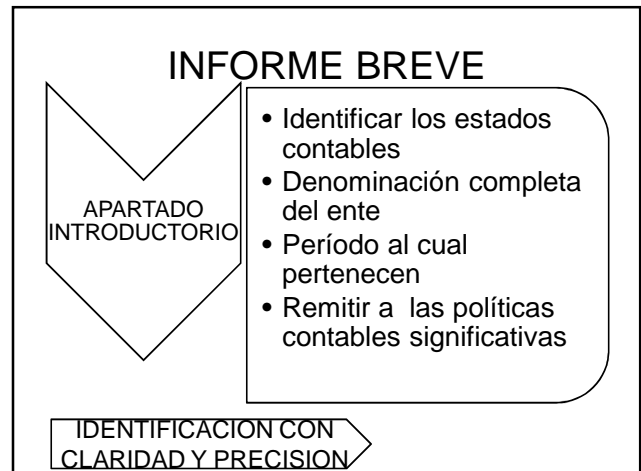 INFORME BREVE
APARTADO
INTRODUCTORIO
• Identificar los estados
contables
• Denominación completa
del ente
• Período al cual
pertenecen
• Remitir a las políticas
contables significativas
IDENTIFICACION CON
CLARIDAD Y PRECISION